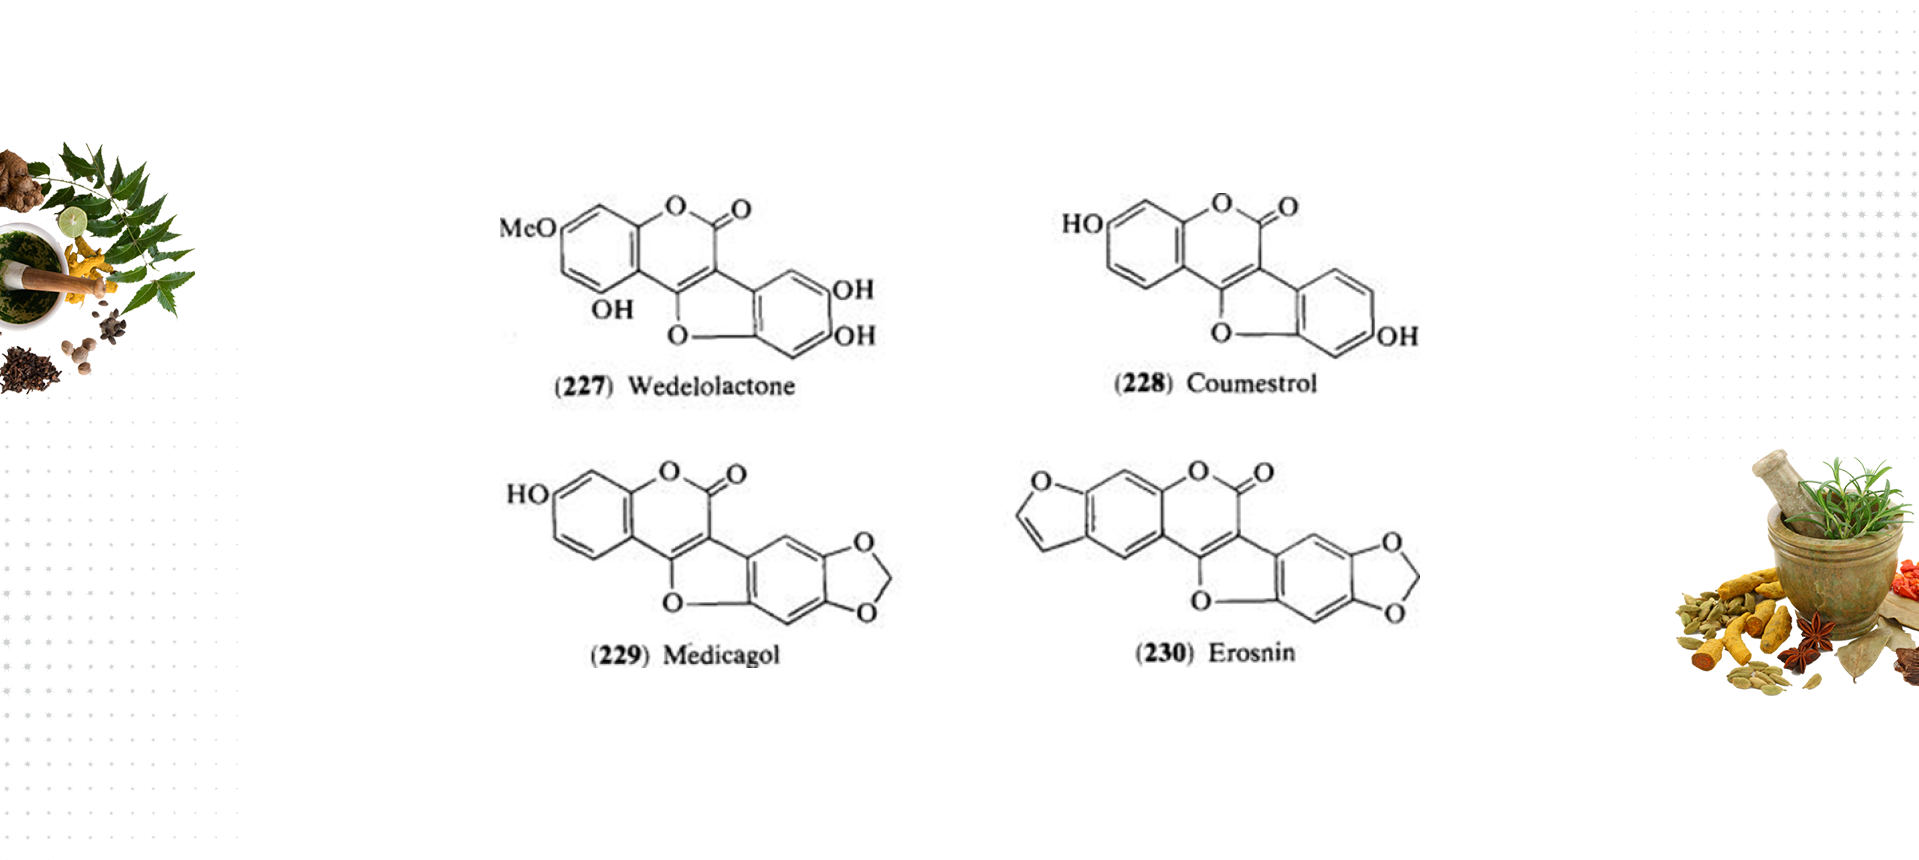 MeO O O OH OH OH
(227) Wedelolactone
HO O O O OH
(228) Coumestrol
HO O O O O O
(229) Medicagol
O O O O O O
(230) Erosnin